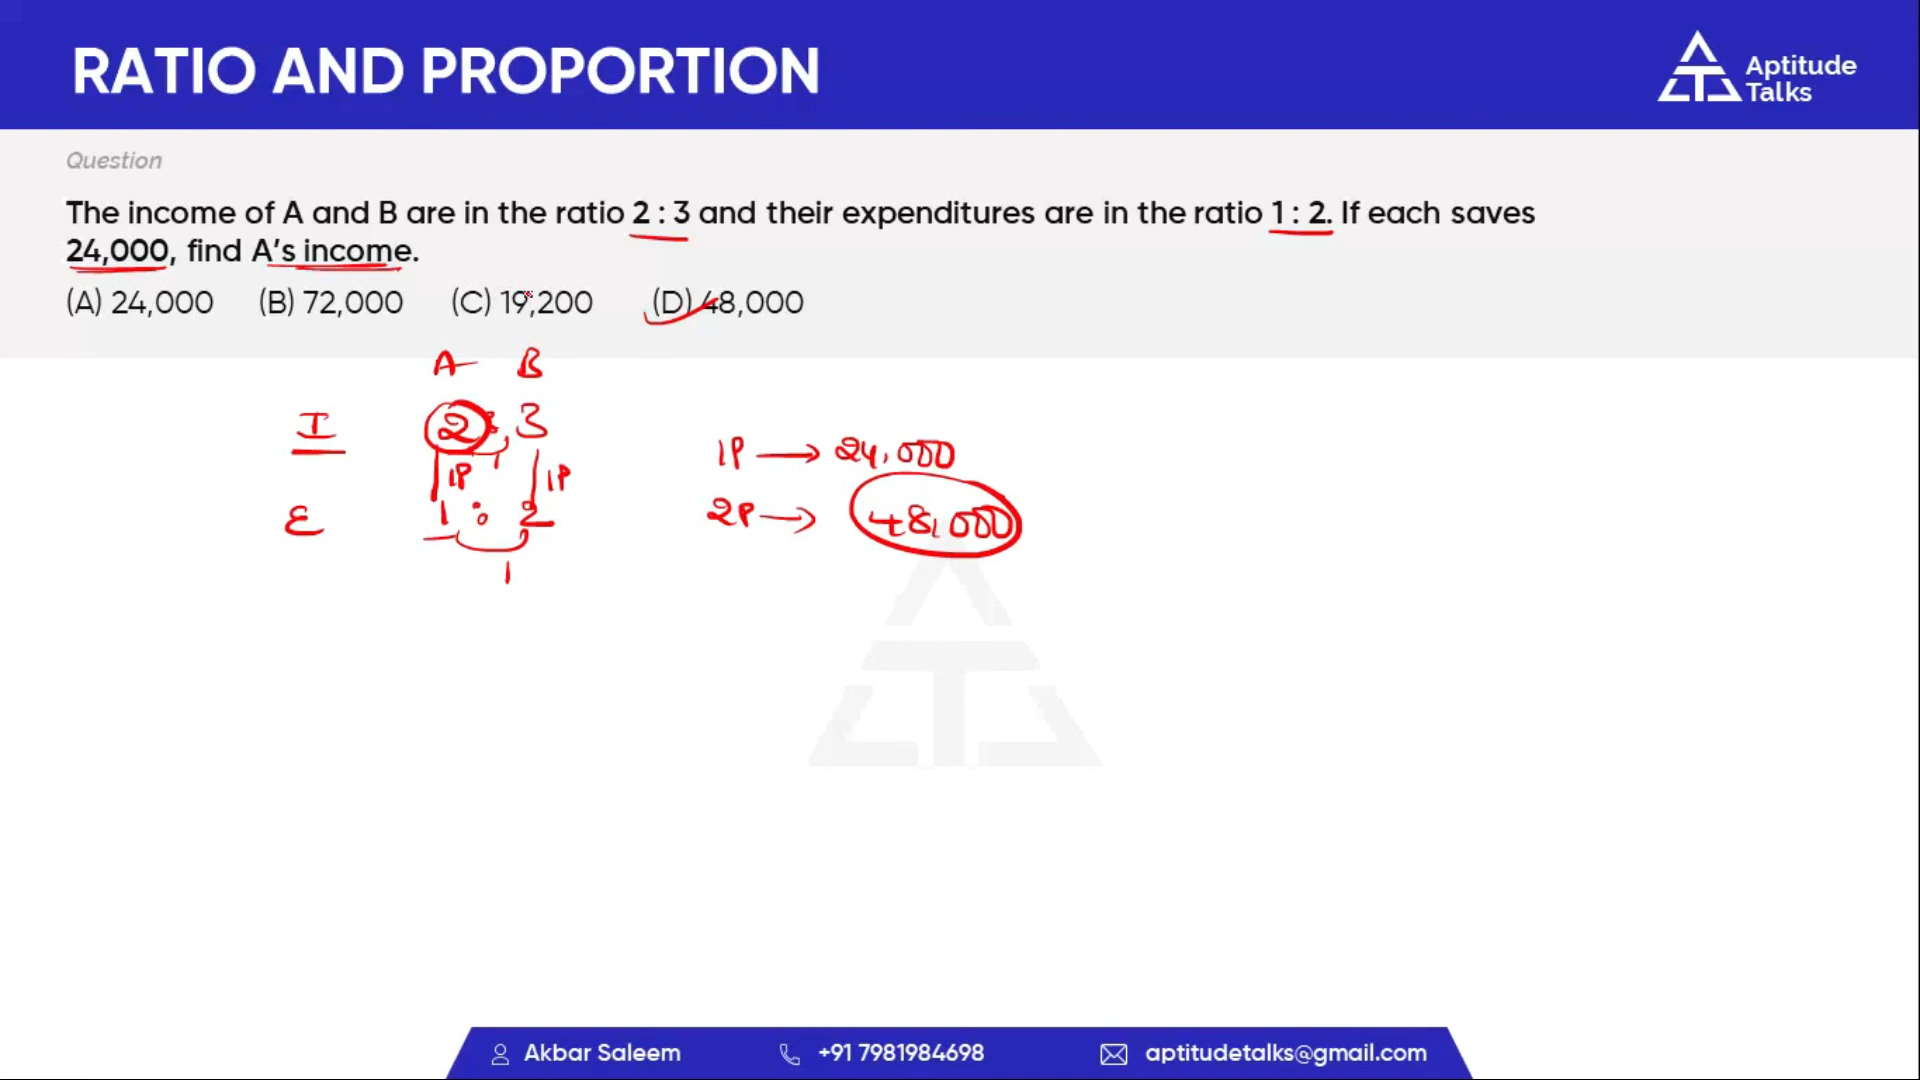 RATIO AND PROPORTION
Aptitude
Talks
Question
The income of A and B are in the ratio 2 : 3 and their expenditures are in the ratio 1 : 2. If each saves
24,000, find A's income.
(A) 24,000 (B) 72,000 (C) 19,200 (D) 48,000
A B
I 2 : 3
1
1P 1P
E 1 : 2
1
1P → 24,000
2P → 48,000
Akbar Saleem +91 7981984698 aptitudetalks@gmail.com